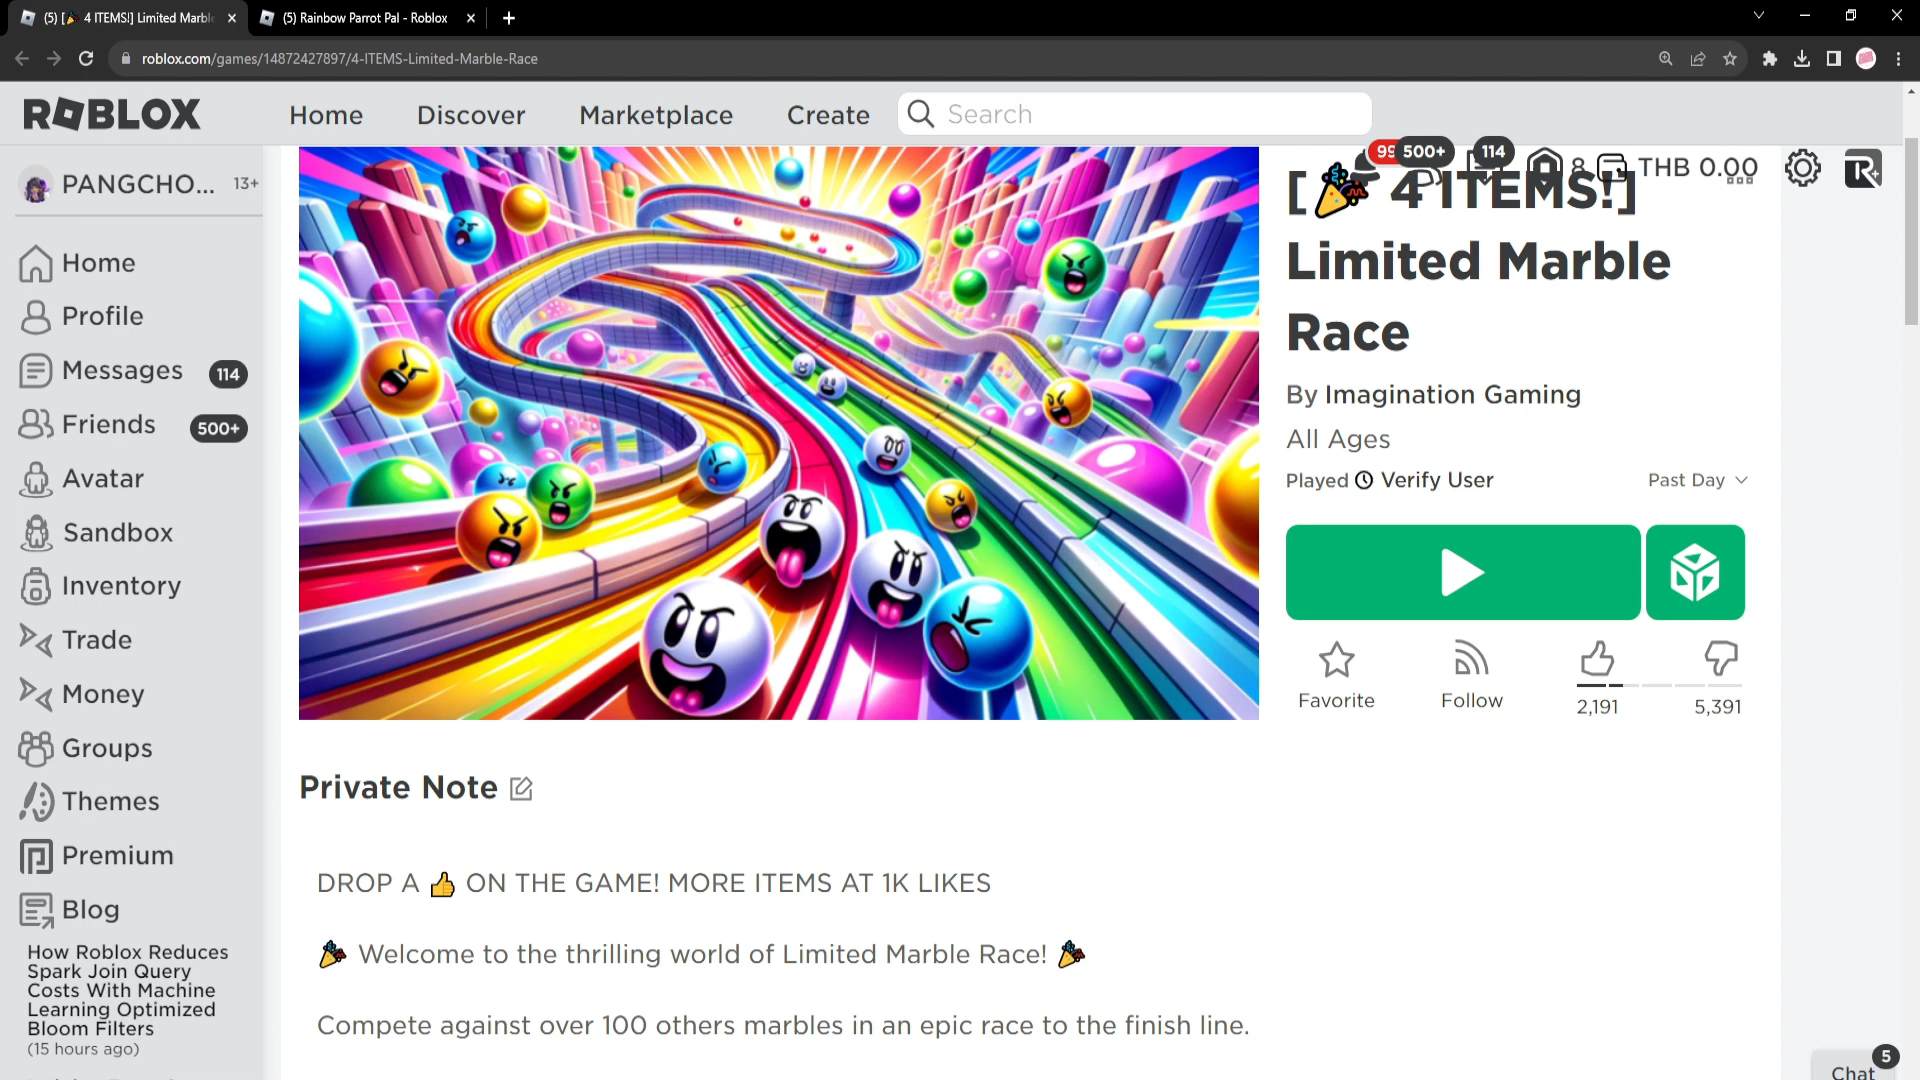 (5) [🎉 4 ITEMS!] Limited Marble
(5) Rainbow Parrot Pal - Roblox
roblox.com/games/14872427897/4-ITEMS-Limited-Marble-Race
ROBLOX
Home
Discover
Marketplace
Create
Search
PANGCHO... 13+
99
500+
114
8
THB 0.00
Home
Profile
Messages 114
Friends 500+
Avatar
Sandbox
Inventory
Trade
Money
Groups
Themes
Premium
Blog
How Roblox Reduces
Spark Join Query
Costs With Machine
Learning Optimized
Bloom Filters
(15 hours ago)
[🎉 4 ITEMS!]
Limited Marble
Race
By Imagination Gaming
All Ages
Played Verify User
Past Day
Favorite
Follow
2,191
5,391
Private Note
DROP A 👍 ON THE GAME! MORE ITEMS AT 1K LIKES
🎉 Welcome to the thrilling world of Limited Marble Race! 🎉
Compete against over 100 others marbles in an epic race to the finish line.
Chat 5